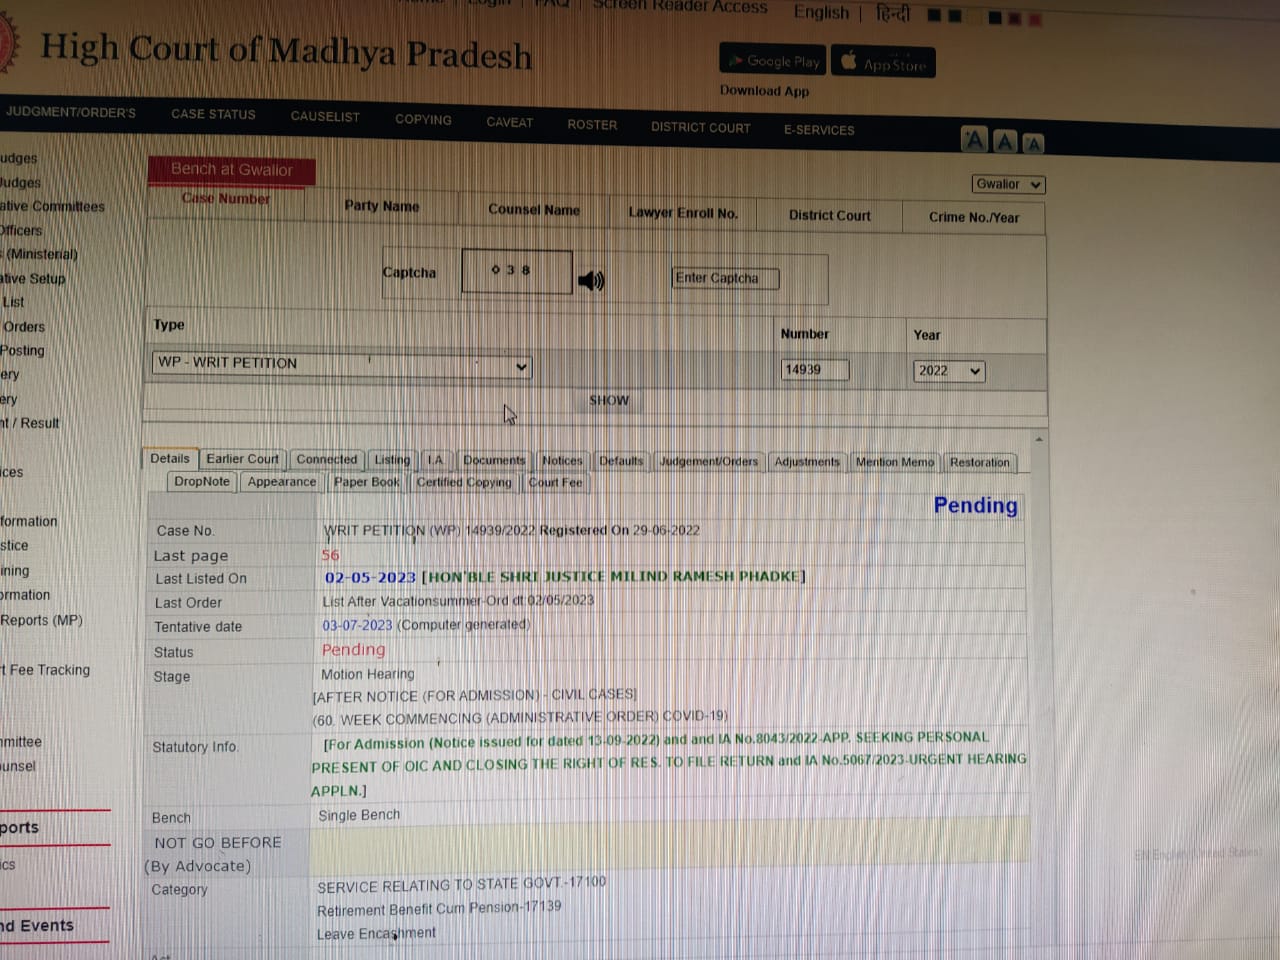 Login | FAQ | Screen Reader Access English | हिन्दी
High Court of Madhya Pradesh
Google Play App Store
Download App
JUDGMENT/ORDER'S CASE STATUS CAUSELIST COPYING CAVEAT ROSTER DISTRICT COURT E-SERVICES A A A
udges
Judges
ative Committees
Officers
(Ministerial)
ative Setup
List
Orders
Posting
ery
ery
nt / Result
ices
formation
stice
ining
ormation
Reports (MP)
t Fee Tracking
mmittee
ounsel
ports
ics
nd Events
Bench at Gwalior Gwalior
Case Number Party Name Counsel Name Lawyer Enroll No. District Court Crime No./Year
Captcha 0 3 8 Enter Captcha
Type Number Year
WP - WRIT PETITION 14939 2022
SHOW
Details Earlier Court Connected Listing I.A. Documents Notices Defaults Judgement/Orders Adjustments Mention Memo Restoration
DropNote Appearance Paper Book Certified Copying Court Fee
Pending
Case No. WRIT PETITION (WP) 14939/2022 Registered On 29-06-2022
Last page 56
Last Listed On 02-05-2023 [HON'BLE SHRI JUSTICE MILIND RAMESH PHADKE]
Last Order List After Vacationsummer-Ord dt 02/05/2023
Tentative date 03-07-2023 (Computer generated)
Status Pending
Stage Motion Hearing
[AFTER NOTICE (FOR ADMISSION) - CIVIL CASES]
(60. WEEK COMMENCING (ADMINISTRATIVE ORDER) COVID-19)
Statutory Info. [For Admission (Notice issued for dated 13-09-2022) and and IA No.8043/2022-APP. SEEKING PERSONAL
PRESENT OF OIC AND CLOSING THE RIGHT OF RES. TO FILE RETURN and IA No.5067/2023-URGENT HEARING
APPLN.]
Bench Single Bench
NOT GO BEFORE
(By Advocate)
Category SERVICE RELATING TO STATE GOVT.-17100
Retirement Benefit Cum Pension-17139
Leave Encashment
EN English (United States)